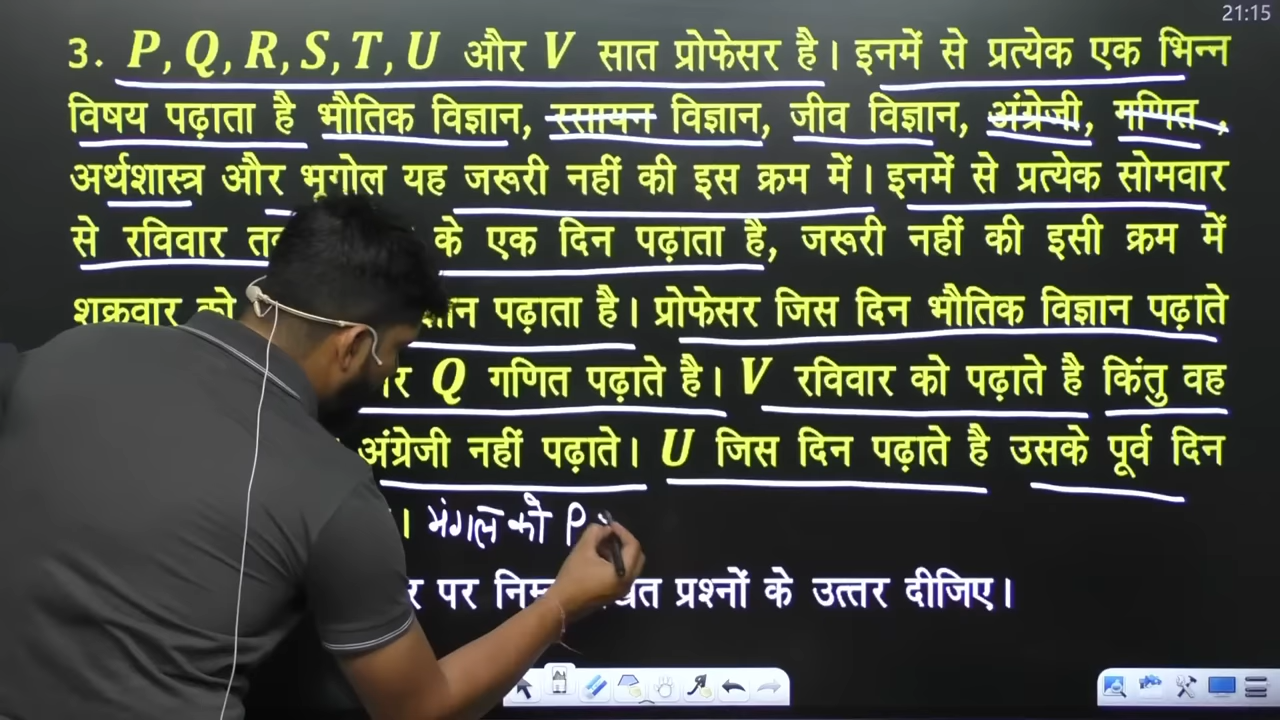 21:15
3. P, Q, R, S, T, U और V सात प्रोफेसर है। इनमें से प्रत्येक एक भिन्न
विषय पढ़ाता है भौतिक विज्ञान, रसायन विज्ञान, जीव विज्ञान, अंग्रेजी, गणित,
अर्थशास्त्र और भूगोल यह जरूरी नहीं की इस क्रम में। इनमें से प्रत्येक सोमवार
से रविवार के एक दिन पढ़ाता है, जरूरी नहीं की इसी क्रम में
शुक्रवार को पढ़ाता है। प्रोफेसर जिस दिन भौतिक विज्ञान पढ़ाते
Q गणित पढ़ाते है। V रविवार को पढ़ाते है किंतु वह
अंग्रेजी नहीं पढ़ाते। U जिस दिन पढ़ाते है उसके पूर्व दिन
। मंगल को P
पर प्रश्नों के उत्तर दीजिए।